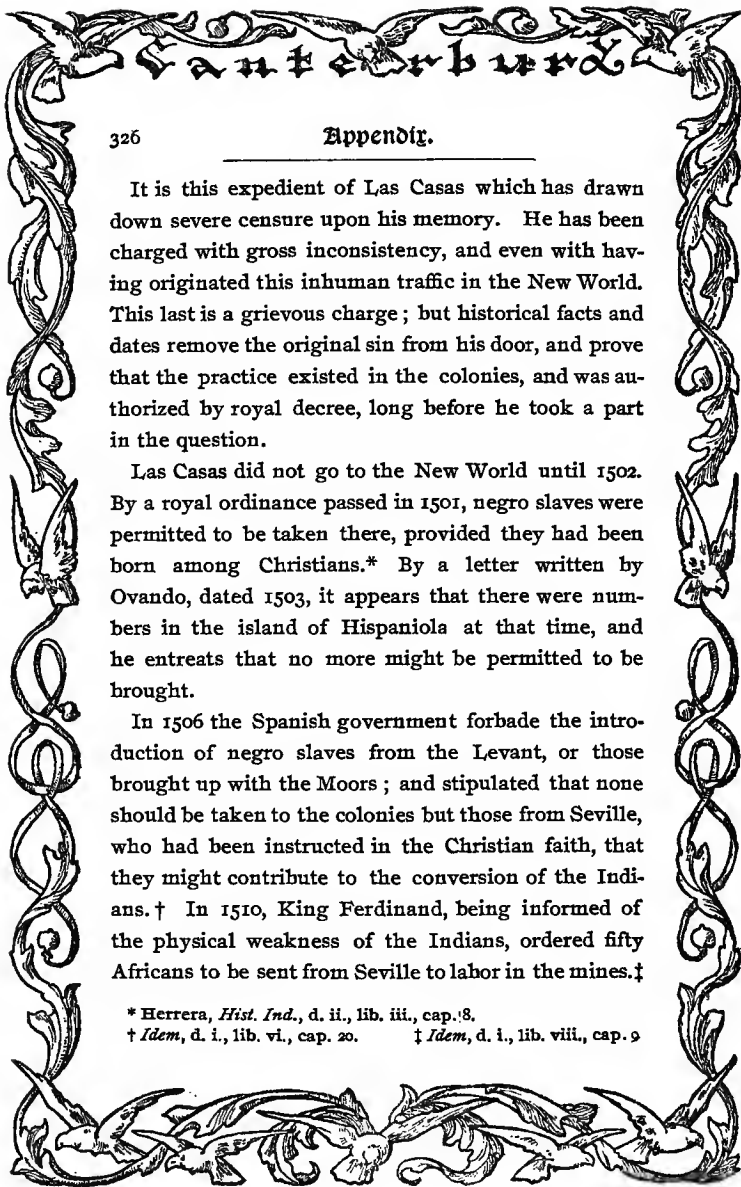 Canterbury
326 Appendix.
It is this expedient of Las Casas which has drawn
down severe censure upon his memory. He has been
charged with gross inconsistency, and even with hav-
ing originated this inhuman traffic in the New World.
This last is a grievous charge ; but historical facts and
dates remove the original sin from his door, and prove
that the practice existed in the colonies, and was au-
thorized by royal decree, long before he took a part
in the question.
Las Casas did not go to the New World until 1502.
By a royal ordinance passed in 1501, negro slaves were
permitted to be taken there, provided they had been
born among Christians.* By a letter written by
Ovando, dated 1503, it appears that there were num-
bers in the island of Hispaniola at that time, and
he entreats that no more might be permitted to be
brought.
In 1506 the Spanish government forbade the intro-
duction of negro slaves from the Levant, or those
brought up with the Moors ; and stipulated that none
should be taken to the colonies but those from Seville,
who had been instructed in the Christian faith, that
they might contribute to the conversion of the Indi-
ans. † In 1510, King Ferdinand, being informed of
the physical weakness of the Indians, ordered fifty
Africans to be sent from Seville to labor in the mines.‡
* Herrera, Hist. Ind., d. ii., lib. iii., cap. 8.
† Idem, d. i., lib. vi., cap. 20. ‡ Idem, d. i., lib. viii., cap. 9